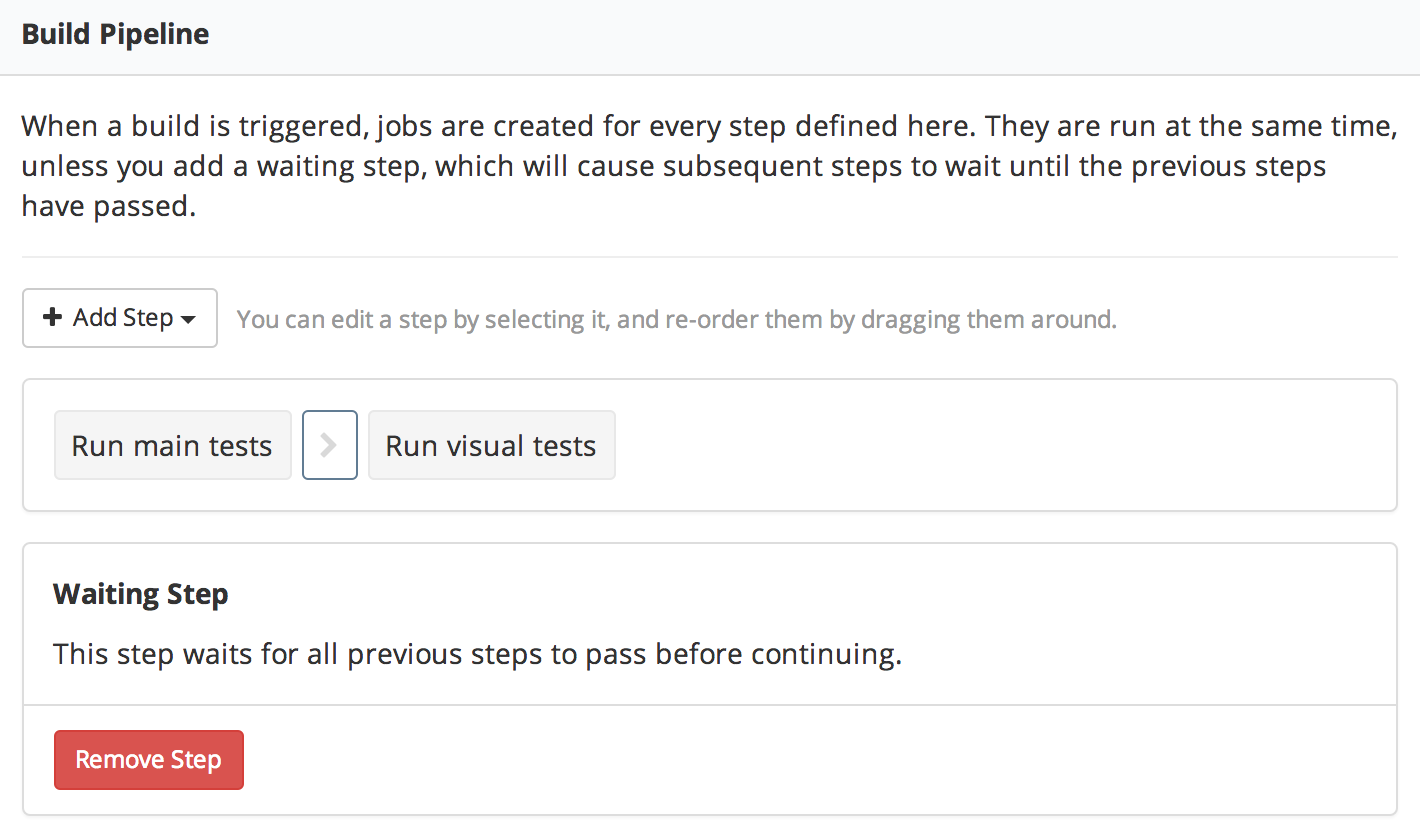 Build Pipeline
When a build is triggered, jobs are created for every step defined here. They are run at the same time,
unless you add a waiting step, which will cause subsequent steps to wait until the previous steps
have passed.
Add Step
You can edit a step by selecting it, and re-order them by dragging them around.
Run main tests
Run visual tests
Waiting Step
This step waits for all previous steps to pass before continuing.
Remove Step